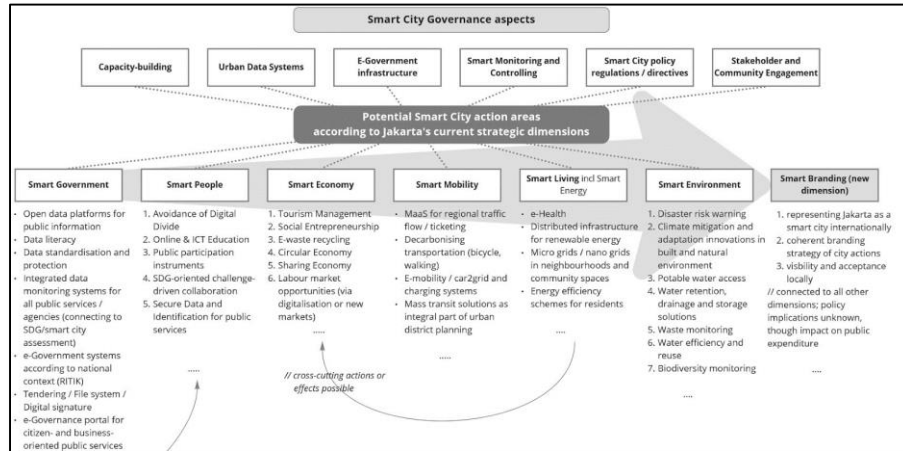 Smart City Governance aspects
Capacity-building
Urban Data Systems
E-Government
infrastructure
Smart Monitoring and
Controlling
Smart City policy
regulations / directives
Stakeholder and
Community Engagement
Potential Smart City action areas
according to Jakarta's current strategic dimensions
Smart Government
• Open data platforms for
public information
• Data literacy
• Data standardisation and
protection
• Integrated data
monitoring systems for
all public services /
agencies (connecting to
SDG/smart city
assessment)
• e-Government systems
according to national
context (RITIK)
• Tendering / File system /
Digital signature
• e-Governance portal for
citizen- and business-
oriented public services
Smart People
1. Avoidance of Digital
Divide
2. Online & ICT Education
3. Public participation
instruments
4. SDG-oriented challenge-
driven collaboration
5. Secure Data and
Identification for public
services
.....
Smart Economy
1. Tourism Management
2. Social Entrepreneurship
3. E-waste recycling
4. Circular Economy
5. Sharing Economy
6. Labour market
opportunities (via
digitalisation or new
markets)
.....
// cross-cutting actions or
effects possible
Smart Mobility
• MaaS for regional traffic
flow / ticketing
• Decarbonising
transportation (bicycle,
walking)
• E-mobility / car2grid and
charging systems
• Mass transit solutions as
integral part of urban
district planning
.....
Smart Living incl Smart
Energy
• e-Health
• Distributed infrastructure
for renewable energy
• Micro grids / nano grids
in neighbourhoods and
community spaces
• Energy efficiency
schemes for residents
....
Smart Environment
1. Disaster risk warning
2. Climate mitigation and
adaptation innovations in
built and natural
environment
3. Potable water access
4. Water retention,
drainage and storage
solutions
5. Waste monitoring
6. Water efficiency and
reuse
7. Biodiversity monitoring
....
Smart Branding (new
dimension)
1. representing Jakarta as a
smart city internationally
2. coherent branding
strategy of city actions
3. visbility and acceptance
locally
// connected to all other
dimensions; policy
implications unknown,
though impact on public
expenditure
....